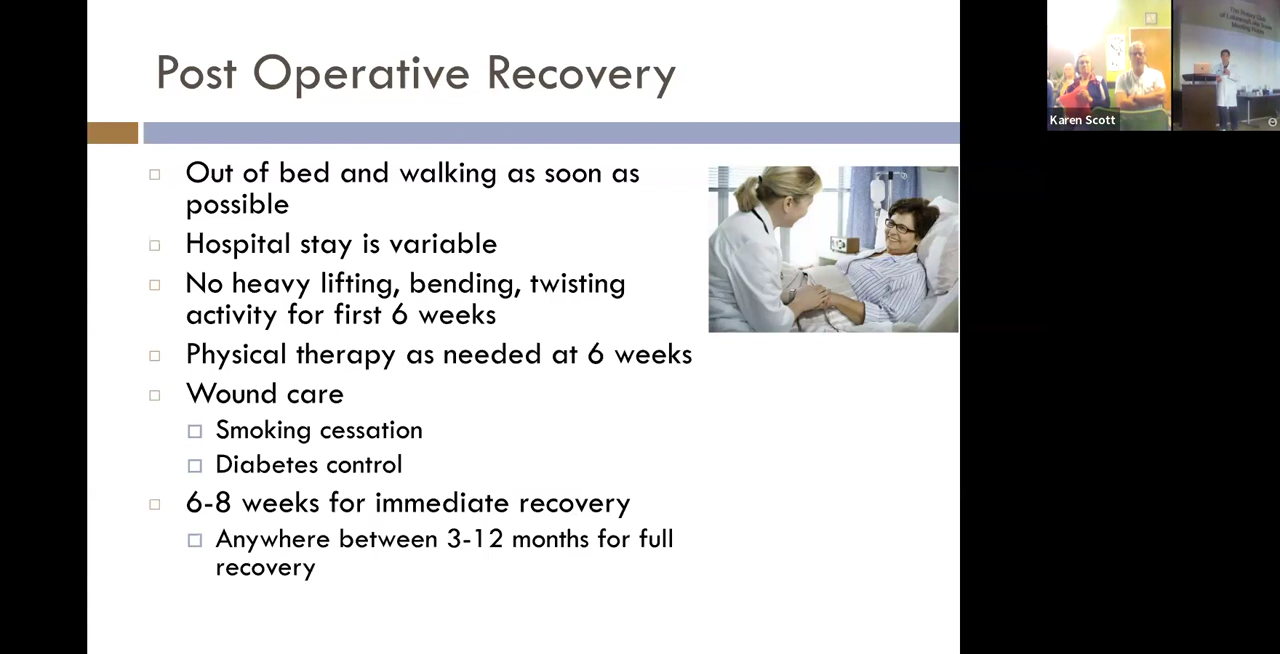 Post Operative Recovery
Out of bed and walking as soon as
possible
Hospital stay is variable
No heavy lifting, bending, twisting
activity for first 6 weeks
Physical therapy as needed at 6 weeks
Wound care
Smoking cessation
Diabetes control
6-8 weeks for immediate recovery
Anywhere between 3-12 months for full
recovery
Karen Scott